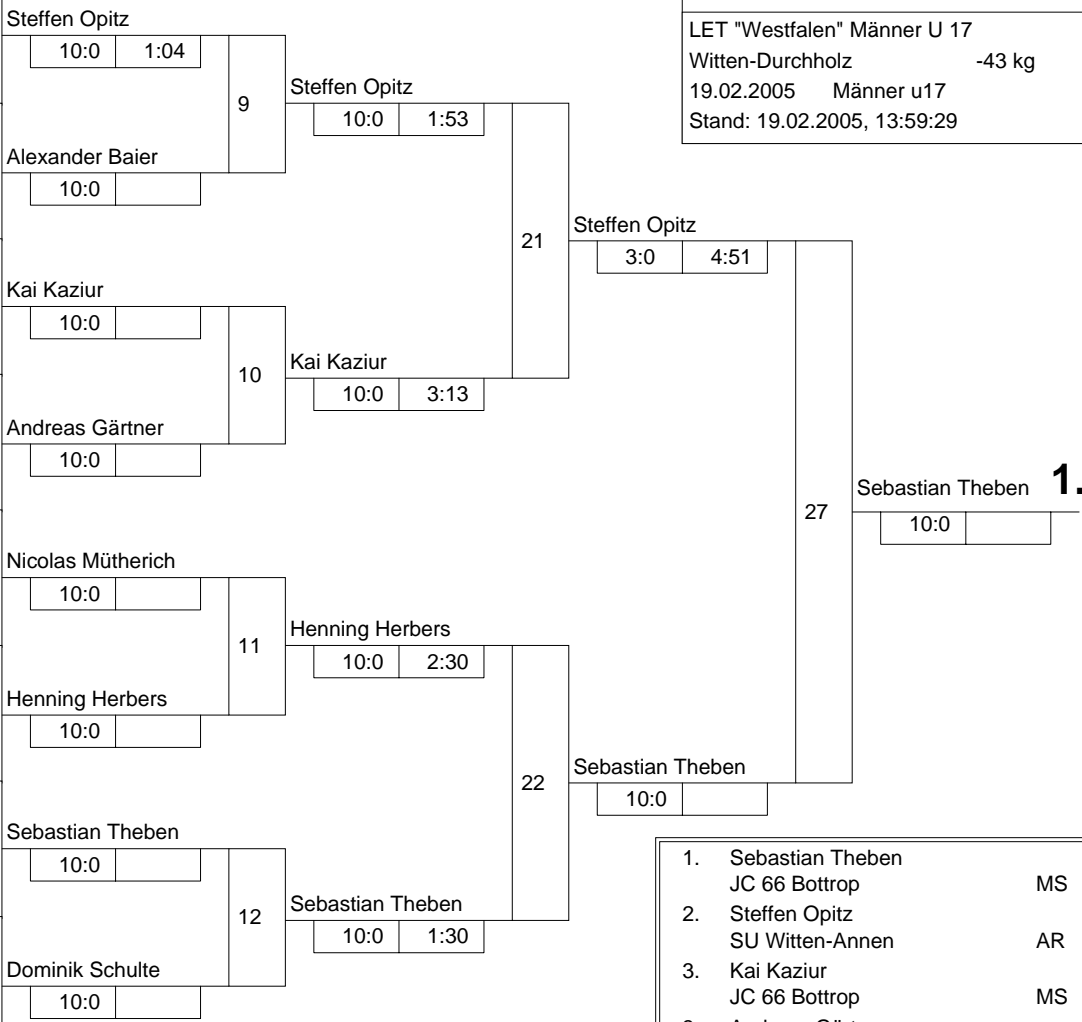 LET "Westfalen" Männer U 17
Witten-Durchholz -43 kg
19.02.2005 Männer u17
Stand: 19.02.2005, 13:59:29
Steffen Opitz
10:0 1:04
9
Steffen Opitz
10:0 1:53
Alexander Baier
10:0
21
Steffen Opitz
3:0 4:51
Kai Kaziur
10:0
10
Kai Kaziur
10:0 3:13
Andreas Gärtner
10:0
27
Sebastian Theben 1.
10:0
Nicolas Mütherich
10:0
11
Henning Herbers
10:0 2:30
Henning Herbers
10:0
22
Sebastian Theben
10:0
Sebastian Theben
10:0
12
Sebastian Theben
10:0 1:30
Dominik Schulte
10:0
1. Sebastian Theben
JC 66 Bottrop MS
2. Steffen Opitz
SU Witten-Annen AR
3. Kai Kaziur
JC 66 Bottrop MS